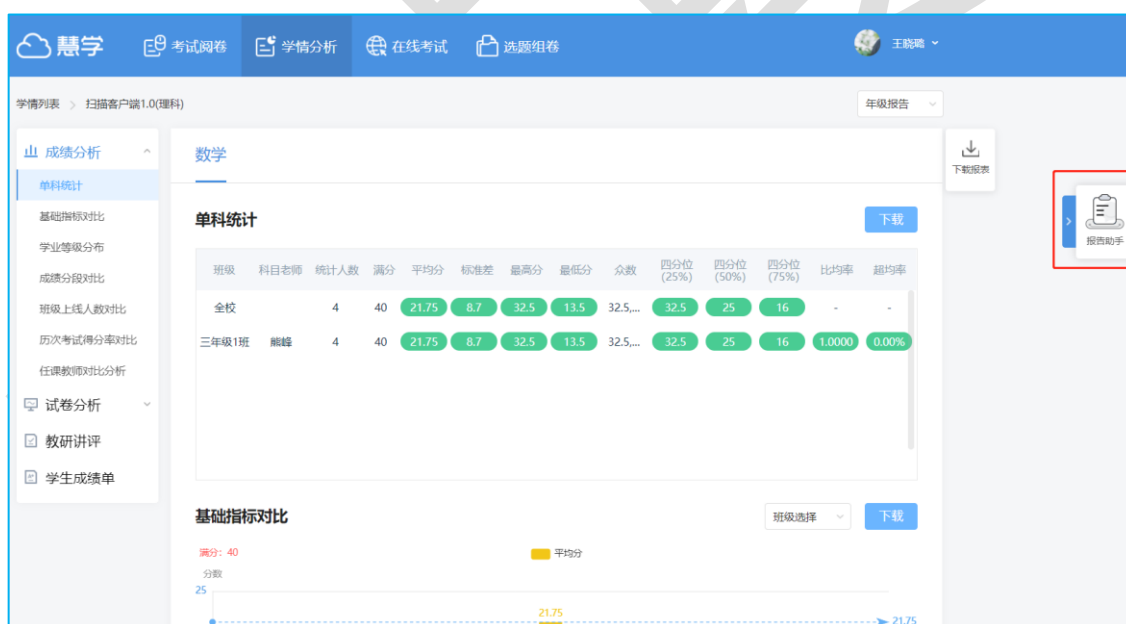 慧学 考试阅卷 学情分析 在线考试 选题组卷 王晓璐
学情列表 > 扫描客户端1.0(理科) 年级报告
成绩分析
单科统计
基础指标对比
学业等级分布
成绩分段对比
班级上线人数对比
历次考试得分率对比
任课教师对比分析
试卷分析
教研讲评
学生成绩单
数学
下载报表
报告助手
单科统计 下载
班级 科目老师 统计人数 满分 平均分 标准差 最高分 最低分 众数 四分位(25%) 四分位(50%) 四分位(75%) 比均率 超均率
全校 4 40 21.75 8.7 32.5 13.5 32.5,... 32.5 25 16 - -
三年级1班 熊峰 4 40 21.75 8.7 32.5 13.5 32.5,... 32.5 25 16 1.0000 0.00%
基础指标对比 班级选择 下载
满分：40 平均分
分数
25
21.75
21.75